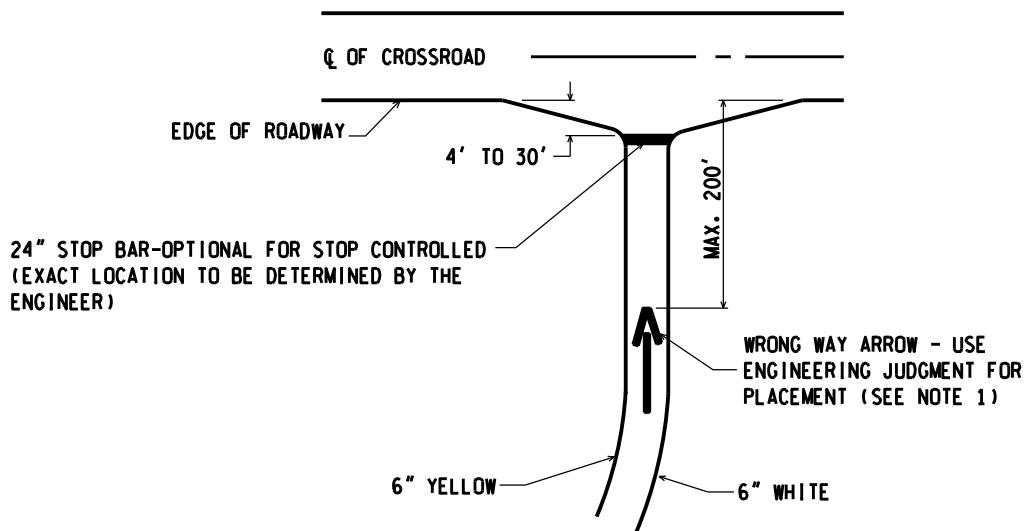 ℄ OF CROSSROAD
EDGE OF ROADWAY
4' TO 30'
MAX. 200'
24" STOP BAR-OPTIONAL FOR STOP CONTROLLED
(EXACT LOCATION TO BE DETERMINED BY THE
ENGINEER)
WRONG WAY ARROW - USE
ENGINEERING JUDGMENT FOR
PLACEMENT (SEE NOTE 1)
6" YELLOW
6" WHITE